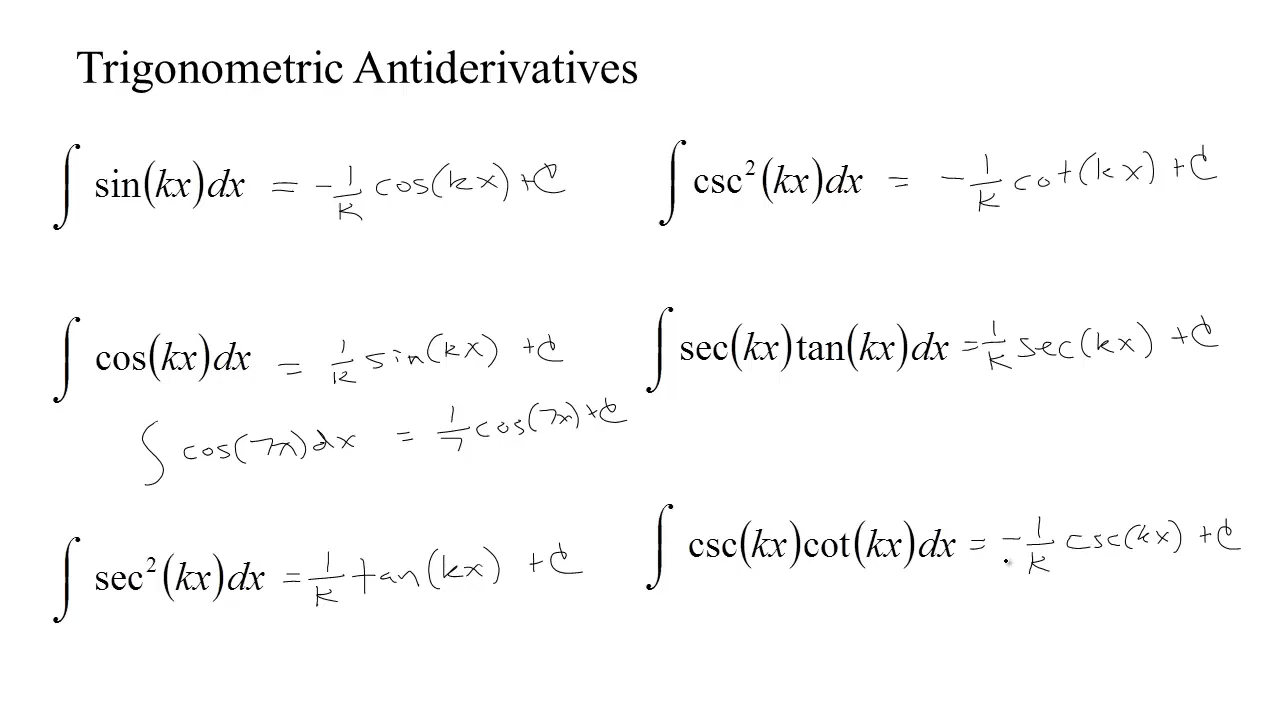 Trigonometric Antiderivatives
∫ sin(kx)dx = -1/k cos(kx) + C
∫ cos(kx)dx = 1/k sin(kx) + C
∫ cos(7x)dx = 1/7 cos(7x) + C
∫ sec²(kx)dx = 1/k tan(kx) + C
∫ csc²(kx)dx = -1/k cot(kx) + C
∫ sec(kx)tan(kx)dx = 1/k sec(kx) + C
∫ csc(kx)cot(kx)dx = -1/k csc(kx) + C